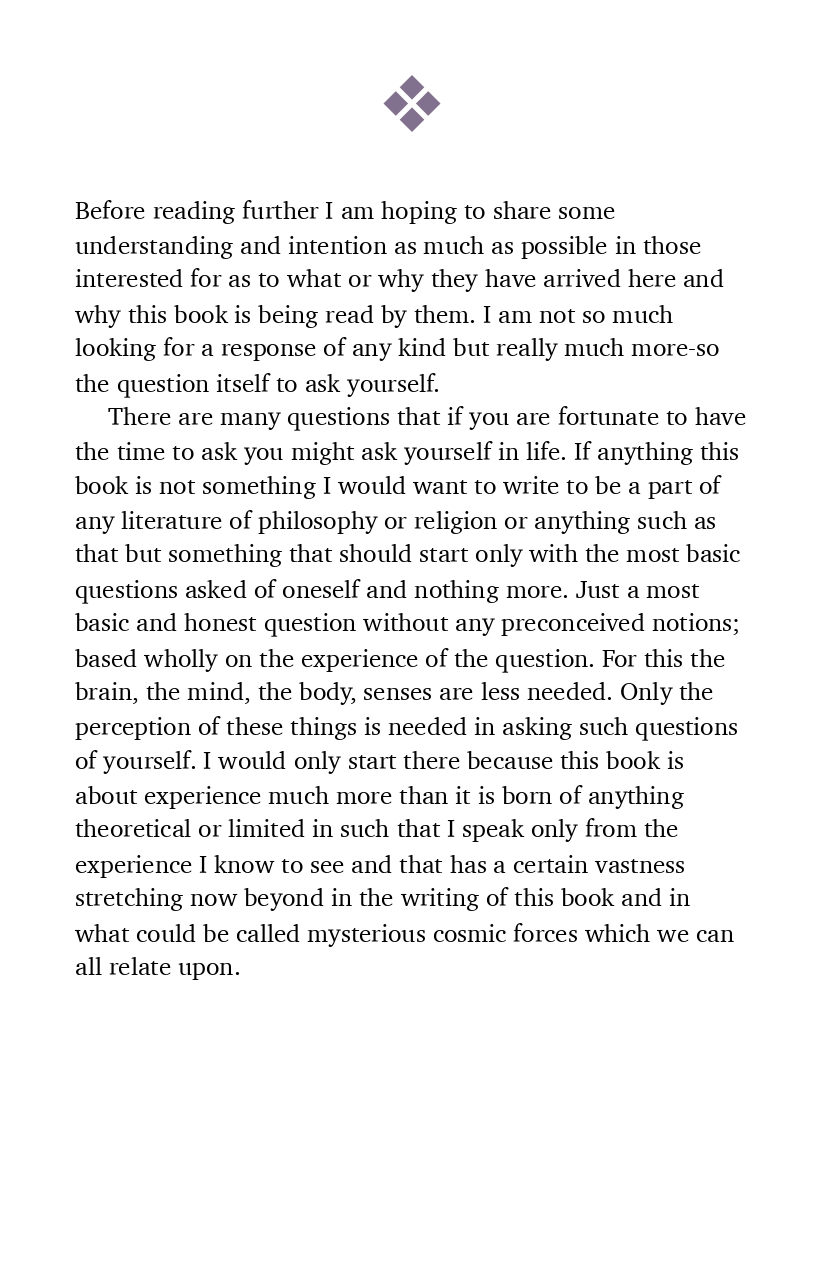 Before reading further I am hoping to share some
understanding and intention as much as possible in those
interested for as to what or why they have arrived here and
why this book is being read by them. I am not so much
looking for a response of any kind but really much more-so
the question itself to ask yourself.
There are many questions that if you are fortunate to have
the time to ask you might ask yourself in life. If anything this
book is not something I would want to write to be a part of
any literature of philosophy or religion or anything such as
that but something that should start only with the most basic
questions asked of oneself and nothing more. Just a most
basic and honest question without any preconceived notions;
based wholly on the experience of the question. For this the
brain, the mind, the body, senses are less needed. Only the
perception of these things is needed in asking such questions
of yourself. I would only start there because this book is
about experience much more than it is born of anything
theoretical or limited in such that I speak only from the
experience I know to see and that has a certain vastness
stretching now beyond in the writing of this book and in
what could be called mysterious cosmic forces which we can
all relate upon.